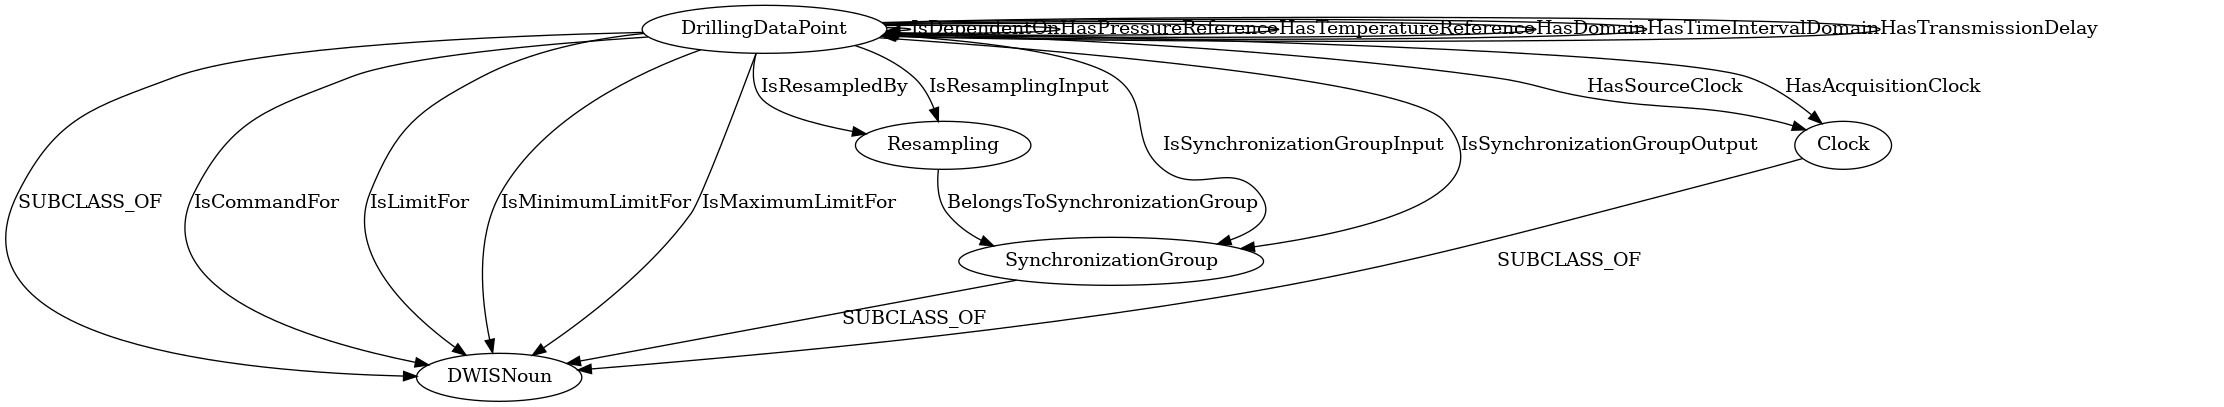 DrillingDataPoint
IsDependentOn
HasPressureReference
HasTemperatureReference
HasDomain
HasTimeIntervalDomain
HasTransmissionDelay
IsResampledBy
IsResamplingInput
HasSourceClock
HasAcquisitionClock
Resampling
IsSynchronizationGroupInput
IsSynchronizationGroupOutput
Clock
SUBCLASS_OF
IsCommandFor
IsLimitFor
IsMinimumLimitFor
IsMaximumLimitFor
BelongsToSynchronizationGroup
SynchronizationGroup
SUBCLASS_OF
SUBCLASS_OF
DWISNoun